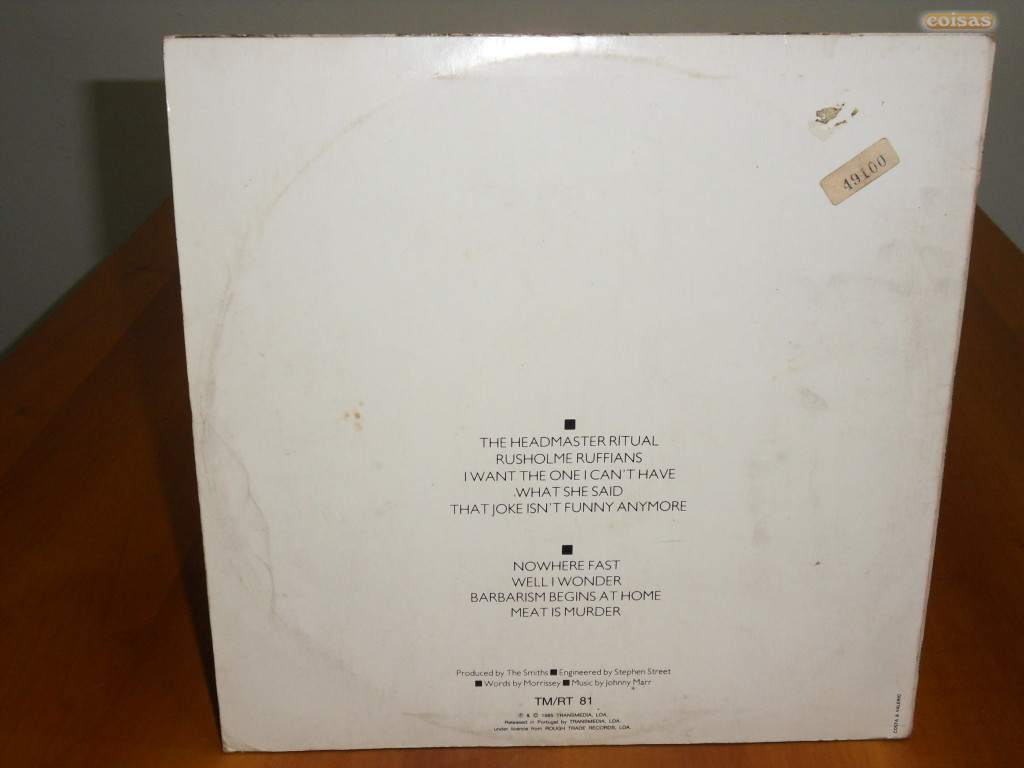 coisas
49100
THE HEADMASTER RITUAL
RUSHOLME RUFFIANS
I WANT THE ONE I CAN'T HAVE
WHAT SHE SAID
THAT JOKE ISN'T FUNNY ANYMORE
NOWHERE FAST
WELL I WONDER
BARBARISM BEGINS AT HOME
MEAT IS MURDER
Produced by The Smiths ■ Engineered by Stephen Street
■ Words by Morrissey ■ Music by Johnny Marr
TM/RT 81
℗ & © 1985 TRANSMEDIA, LDA.
Released in Portugal by TRANSMEDIA, LDA.
under licence from ROUGH TRADE RECORDS, LDA.
COSTA & VALERIO